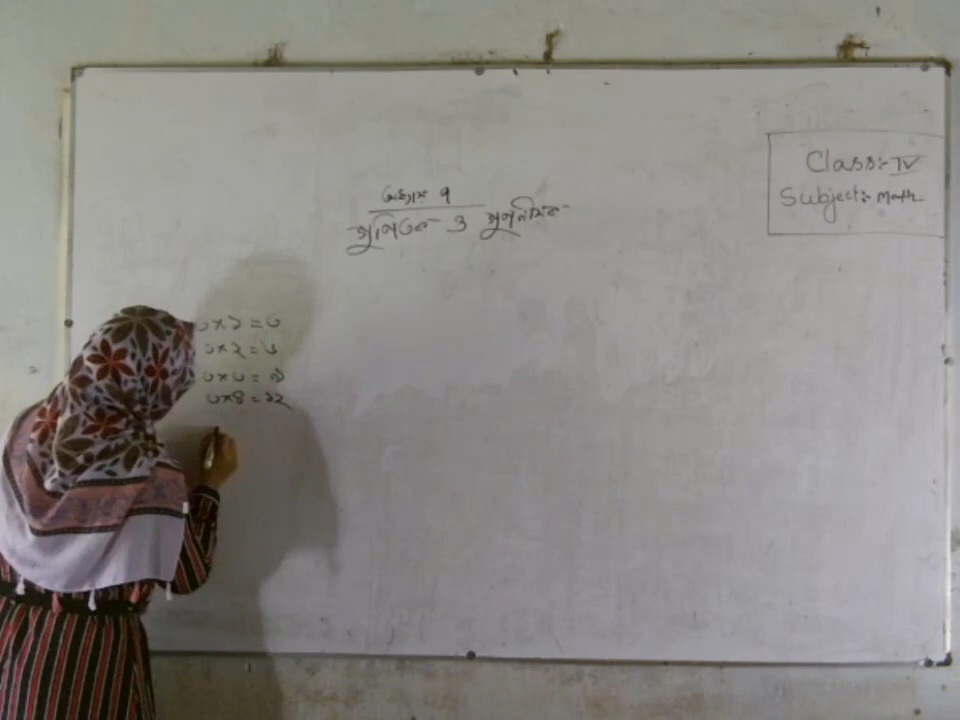 Class:- IV
Subject:- Math
অধ্যায় ৭
গুণিতক ও গুণনীয়ক
৩×১=৩
৩×২=৬
৩×৩=৯
৩×৪=১২